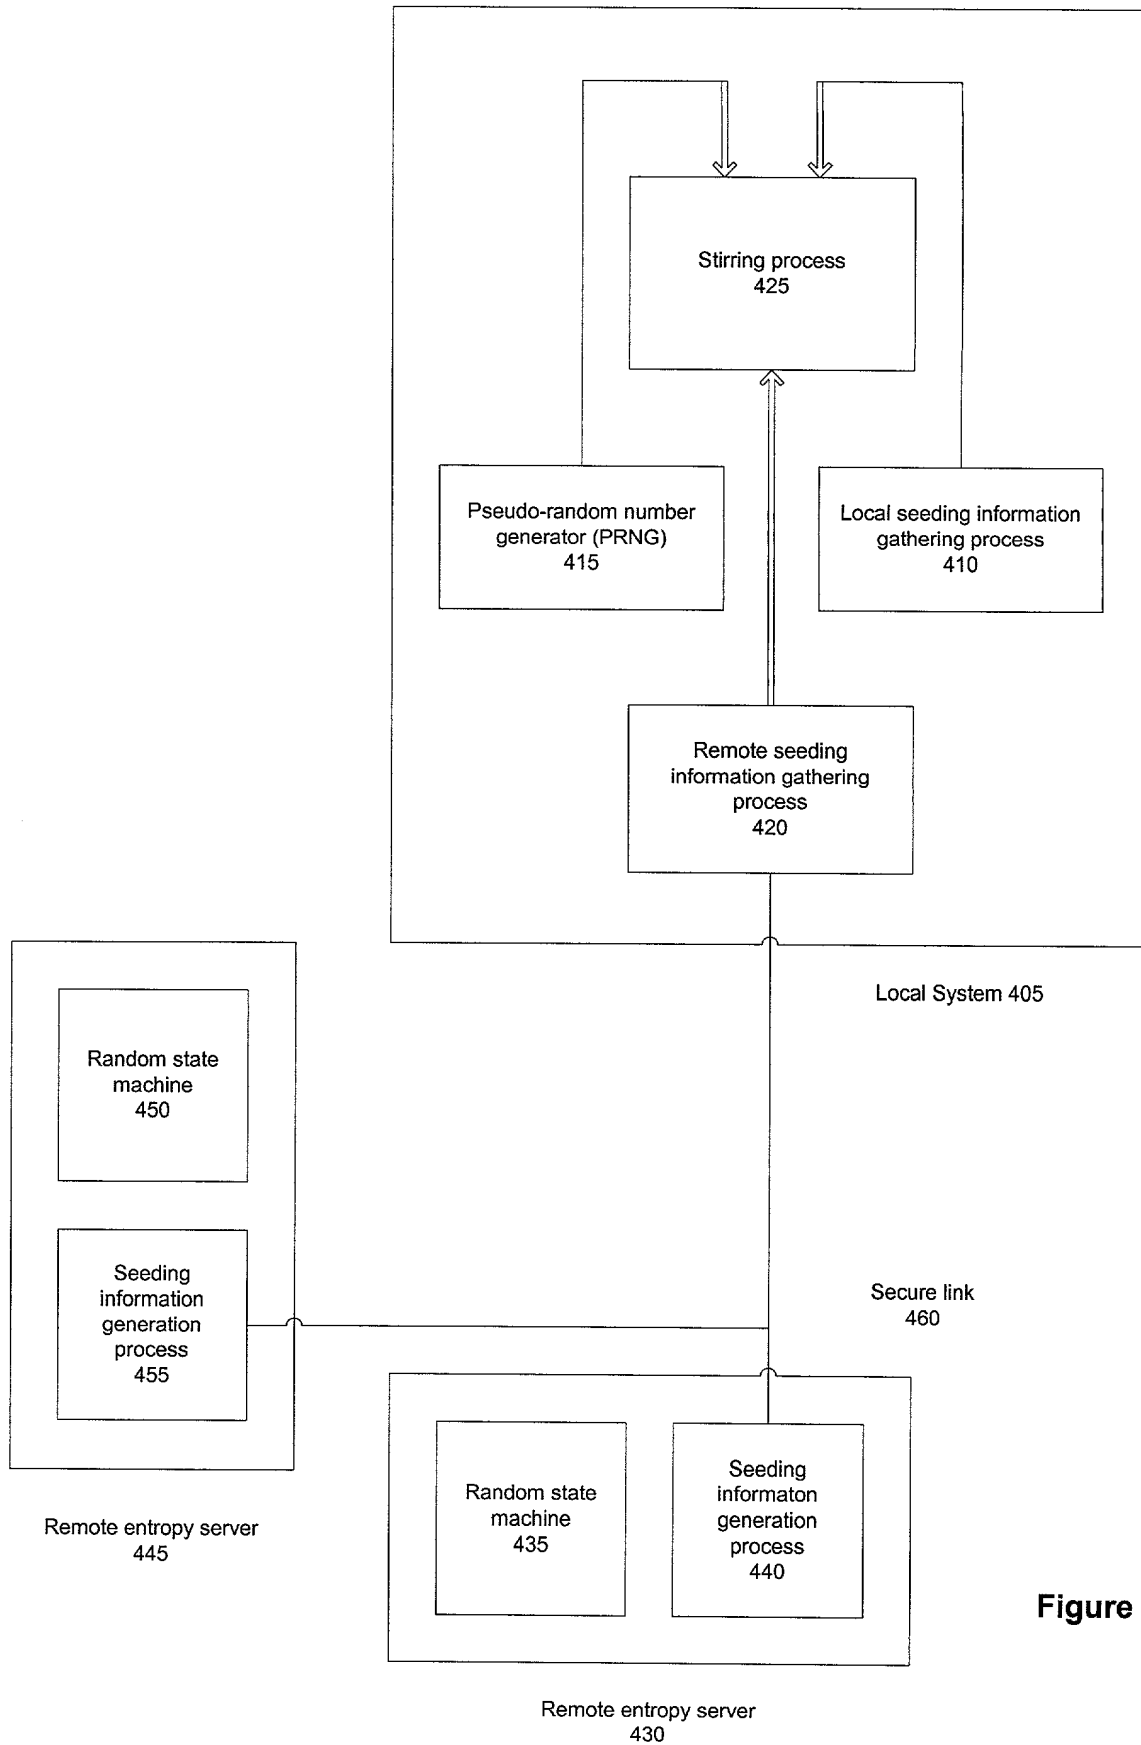 Stirring process
425
Pseudo-random number
generator (PRNG)
415
Local seeding information
gathering process
410
Remote seeding
information gathering
process
420
Local System 405
Random state
machine
450
Seeding
information
generation
process
455
Secure link
460
Remote entropy server
445
Random state
machine
435
Seeding
informaton
generation
process
440
Figure
Remote entropy server
430